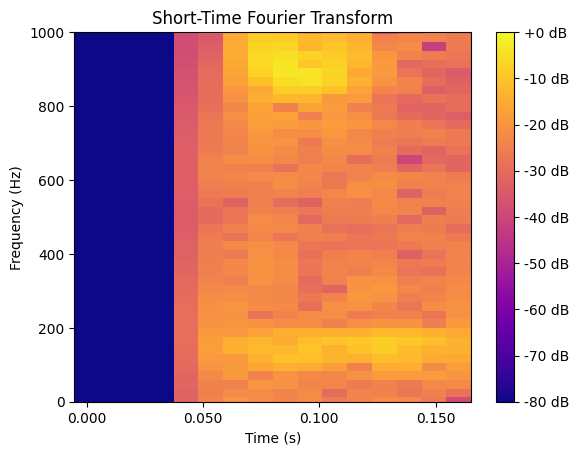 Short-Time Fourier Transform
Frequency (Hz)
1000
800
600
400
200
0
0.000
0.050
0.100
0.150
Time (s)
+0 dB
-10 dB
-20 dB
-30 dB
-40 dB
-50 dB
-60 dB
-70 dB
-80 dB